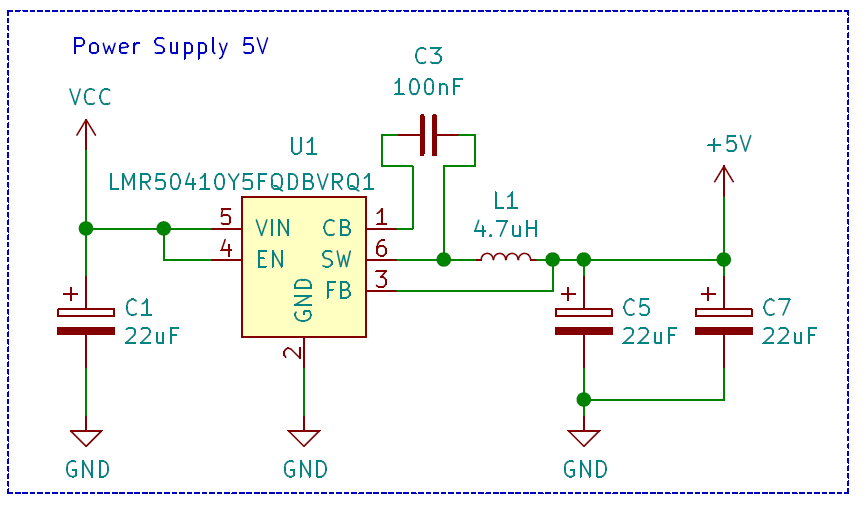 Power Supply 5V
C3
100nF
VCC
U1
+5V
LMR50410Y5FQDBVRQ1
L1
4.7uH
5
VIN
CB
1
4
EN
SW
6
FB
3
GND
2
+
C1
22uF
+
C5
22uF
+
C7
22uF
GND
GND
GND